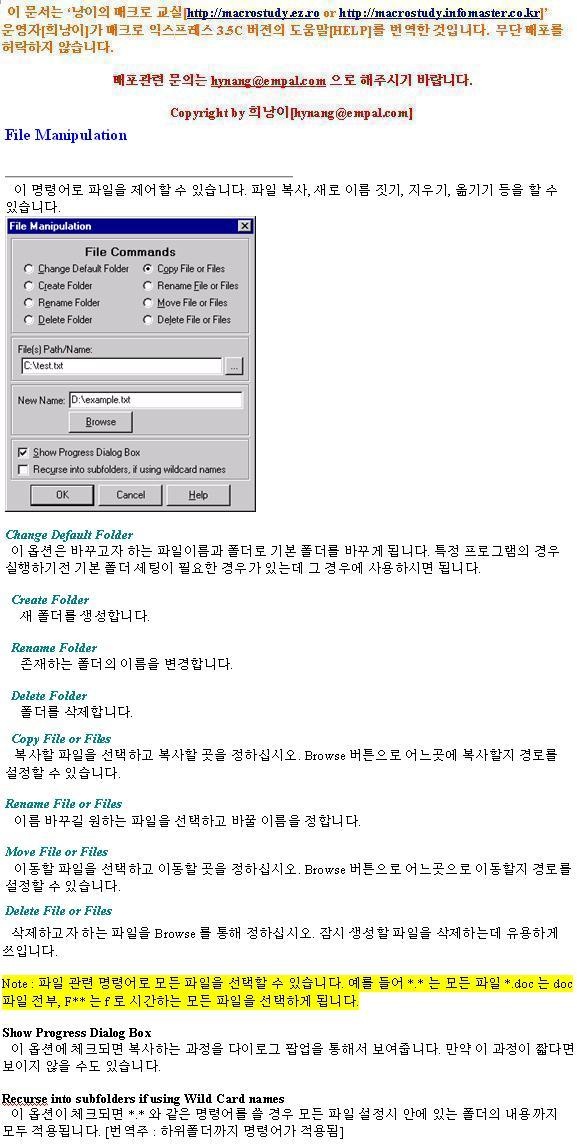 이 문서는 '낭이의 매크로 교실[http://macrostudy.ez.ro or http://macrostudy.infomaster.co.kr]'
운영자[희낭이]가 매크로 익스프레스 3.5C 버젼의 도움말[HELP]를 번역한 것입니다. 무단 배포를
허락하지 않습니다.
배포관련 문의는 hynang@empal.com 으로 해주시기 바랍니다.
Copyright by 희낭이[hynang@empal.com]
File Manipulation
이 명령어로 파일을 제어할 수 있습니다. 파일 복사, 새로 이름 짓기, 지우기, 옮기기 등을 할 수
있습니다.
File Manipulation
File Commands
Change Default Folder Copy File or Files
Create Folder Rename File or Files
Rename Folder Move File or Files
Delete Folder Delete File or Files
File(s) Path/Name:
C:\test.txt ...
New Name: D:\example.txt
Browse
Show Progress Dialog Box
Recurse into subfolders, if using wildcard names
OK Cancel Help
Change Default Folder
이 옵션은 바꾸고자 하는 파일이름과 폴더로 기본 폴더를 바꾸게 됩니다. 특정 프로그램의 경우
실행하기전 기본 폴더 세팅이 필요한 경우가 있는데 그 경우에 사용하시면 됩니다.
Create Folder
새 폴더를 생성합니다.
Rename Folder
존재하는 폴더의 이름을 변경합니다.
Delete Folder
폴더를 삭제합니다.
Copy File or Files
복사할 파일을 선택하고 복사할 곳을 정하십시오. Browse 버튼으로 어느곳에 복사할지 경로를
설정할 수 있습니다.
Rename File or Files
이름 바꾸길 원하는 파일을 선택하고 바꿀 이름을 정합니다.
Move File or Files
이동할 파일을 선택하고 이동할 곳을 정하십시오. Browse 버튼으로 어느곳으로 이동할지 경로를
설정할 수 있습니다.
Delete File or Files
삭제하고자 하는 파일을 Browse 를 통해 정하십시오. 잠시 생성할 파일을 삭제하는데 유용하게
쓰입니다.
Note : 파일 관련 명령어로 모든 파일을 선택할 수 있습니다. 예를 들어 *.* 는 모든 파일 *.doc 는 doc
파일 전부, F** 는 f 로 시간하는 모든 파일을 선택하게 됩니다.
Show Progress Dialog Box
이 옵션에 체크되면 복사하는 과정을 다이로그 팝업을 통해서 보여줍니다. 만약 이 과정이 짧다면
보이지 않을 수도 있습니다.
Recurse into subfolders if using Wild Card names
이 옵션이 체크되면 *.* 와 같은 명령어를 쓸 경우 모든 파일 설정시 안에 있는 폴더의 내용까지
모두 적용됩니다. [번역주 : 하위폴더까지 명령어가 적용됨]